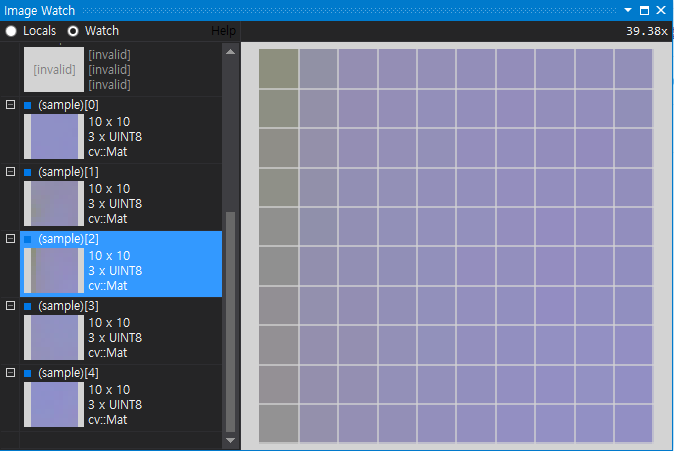 Image Watch
Locals Watch Help 39.38x
[invalid] [invalid]
[invalid]
[invalid]
(sample)[0]
10 x 10
3 x UINT8
cv::Mat
(sample)[1]
10 x 10
3 x UINT8
cv::Mat
(sample)[2]
10 x 10
3 x UINT8
cv::Mat
(sample)[3]
10 x 10
3 x UINT8
cv::Mat
(sample)[4]
10 x 10
3 x UINT8
cv::Mat